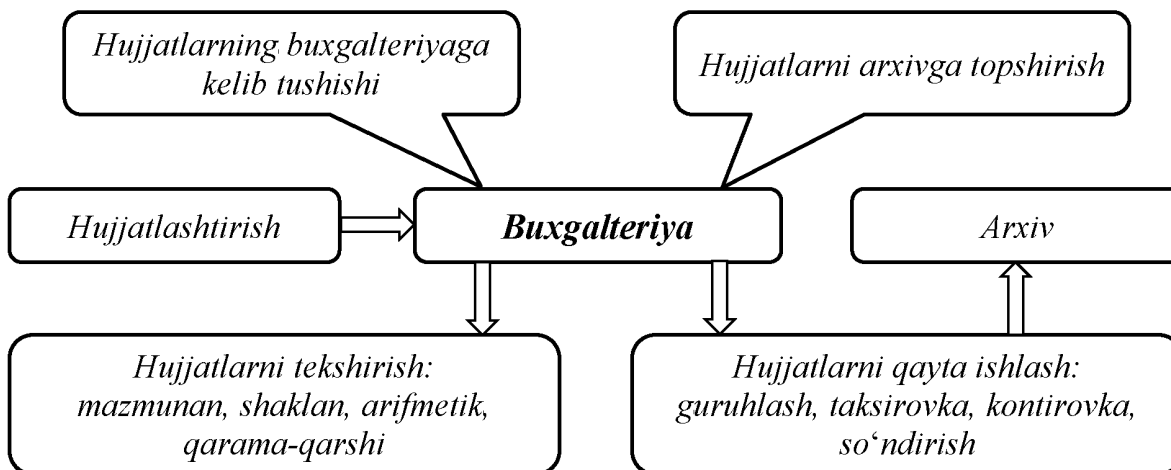 Hujjatlarning buxgalteriyaga
kelib tushishi
Hujjatlarni arxivga topshirish
Hujjatlashtirish
Buxgalteriya
Arxiv
Hujjatlarni tekshirish:
mazmunan, shaklan, arifmetik,
qarama-qarshi
Hujjatlarni qayta ishlash:
guruhlash, taksirovka, kontirovka,
so‘ndirish